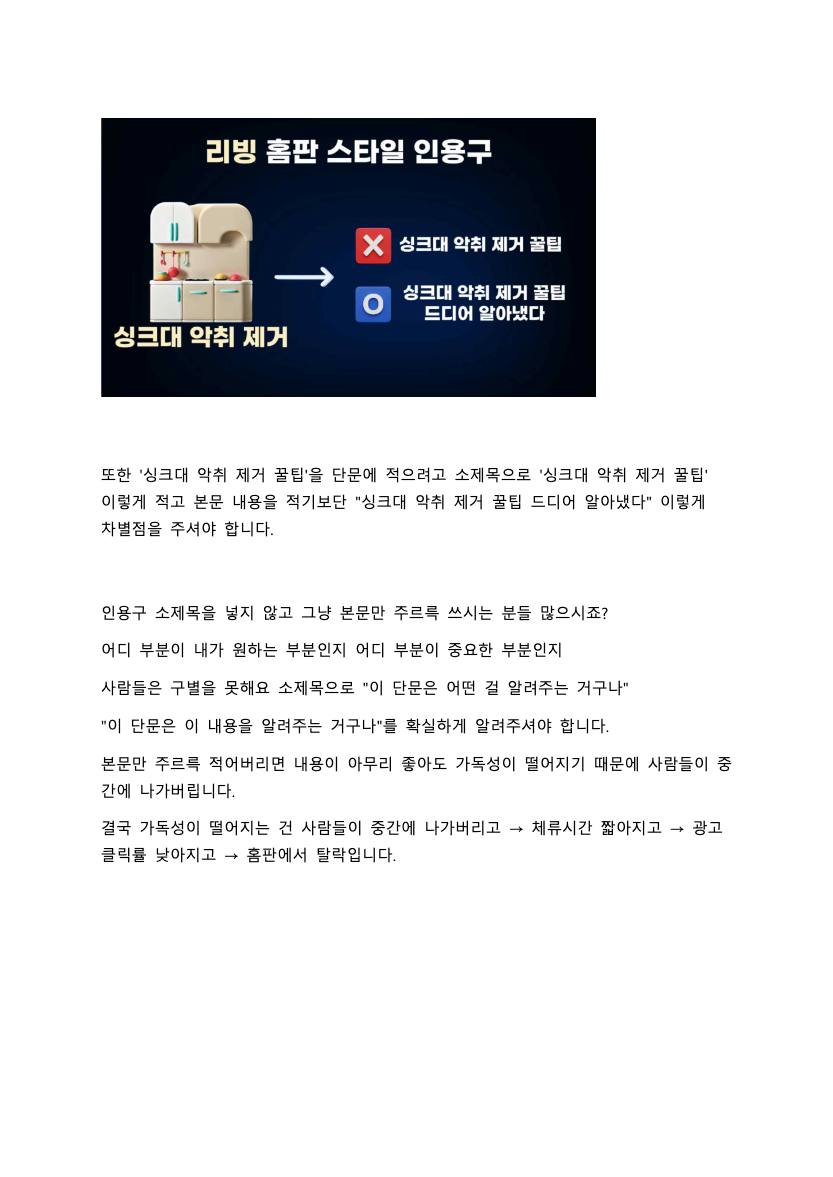 리빙 홈판 스타일 인용구
싱크대 악취 제거 꿀팁
싱크대 악취 제거 꿀팁
드디어 알아냈다
싱크대 악취 제거
또한 '싱크대 악취 제거 꿀팁'을 단문에 적으려고 소제목으로 '싱크대 악취 제거 꿀팁'
이렇게 적고 본문 내용을 적기보단 "싱크대 악취 제거 꿀팁 드디어 알아냈다" 이렇게
차별점을 주셔야 합니다.
인용구 소제목을 넣지 않고 그냥 본문만 주르륵 쓰시는 분들 많으시죠?
어디 부분이 내가 원하는 부분인지 어디 부분이 중요한 부분인지
사람들은 구별을 못해요 소제목으로 "이 단문은 어떤 걸 알려주는 거구나"
"이 단문은 이 내용을 알려주는 거구나"를 확실하게 알려주셔야 합니다.
본문만 주르륵 적어버리면 내용이 아무리 좋아도 가독성이 떨어지기 때문에 사람들이 중
간에 나가버립니다.
결국 가독성이 떨어지는 건 사람들이 중간에 나가버리고 → 체류시간 짧아지고 → 광고
클릭률 낮아지고 → 홈판에서 탈락입니다.